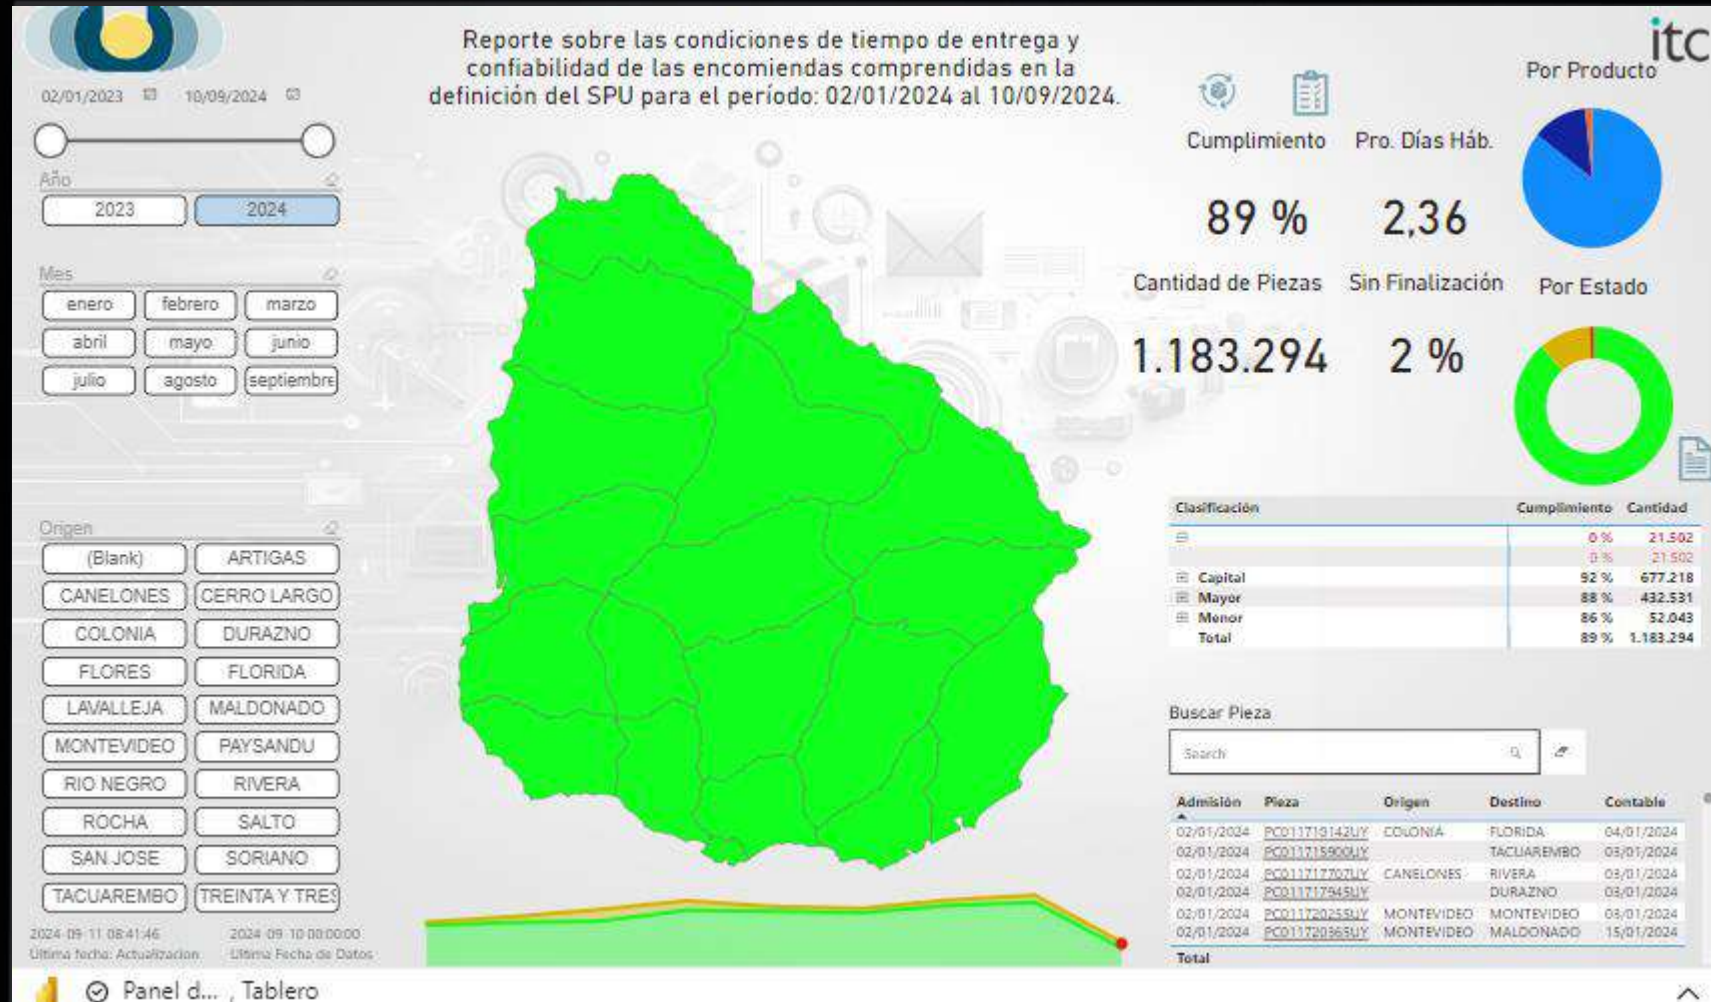 itc
Reporte sobre las condiciones de tiempo de entrega y
confiabilidad de las encomiendas comprendidas en la
definición del SPU para el período: 02/01/2024 al 10/09/2024.
02/01/2023 10/09/2024
Año
2023 2024
Mes
enero febrero marzo
abril mayo junio
julio agosto septiembre
Origen
(Blank) ARTIGAS
CANELONES CERRO LARGO
COLONIA DURAZNO
FLORES FLORIDA
LAVALLEJA MALDONADO
MONTEVIDEO PAYSANDU
RIO NEGRO RIVERA
ROCHA SALTO
SAN JOSE SORIANO
TACUAREMBO TREINTA Y TRES
2024-09-11 08:41:46 2024-09-10 00:00:00
Ultima fecha: Actualizacion Ultima Fecha de Datos
Cumplimiento Pro. Días Háb.
89 % 2,36
Cantidad de Piezas Sin Finalización
1.183.294 2 %
Por Producto
Por Estado
Clasificación Cumplimiento Cantidad
0 % 21.502
0 % 21.502
Capital 92 % 677.218
Mayor 88 % 432.531
Menor 86 % 52.043
Total 89 % 1.183.294
Buscar Pieza
Search
Admisión Pieza Origen Destino Contable
02/01/2024 PC011719142UY COLONIA FLORIDA 04/01/2024
02/01/2024 PC011715900UY TACUAREMBO 03/01/2024
02/01/2024 PC011717707UY CANELONES RIVERA 03/01/2024
02/01/2024 PC011717945UY DURAZNO 03/01/2024
02/01/2024 PC011720255UY MONTEVIDEO MONTEVIDEO 03/01/2024
02/01/2024 PC011720365UY MONTEVIDEO MALDONADO 15/01/2024
Total
Panel d... , Tablero